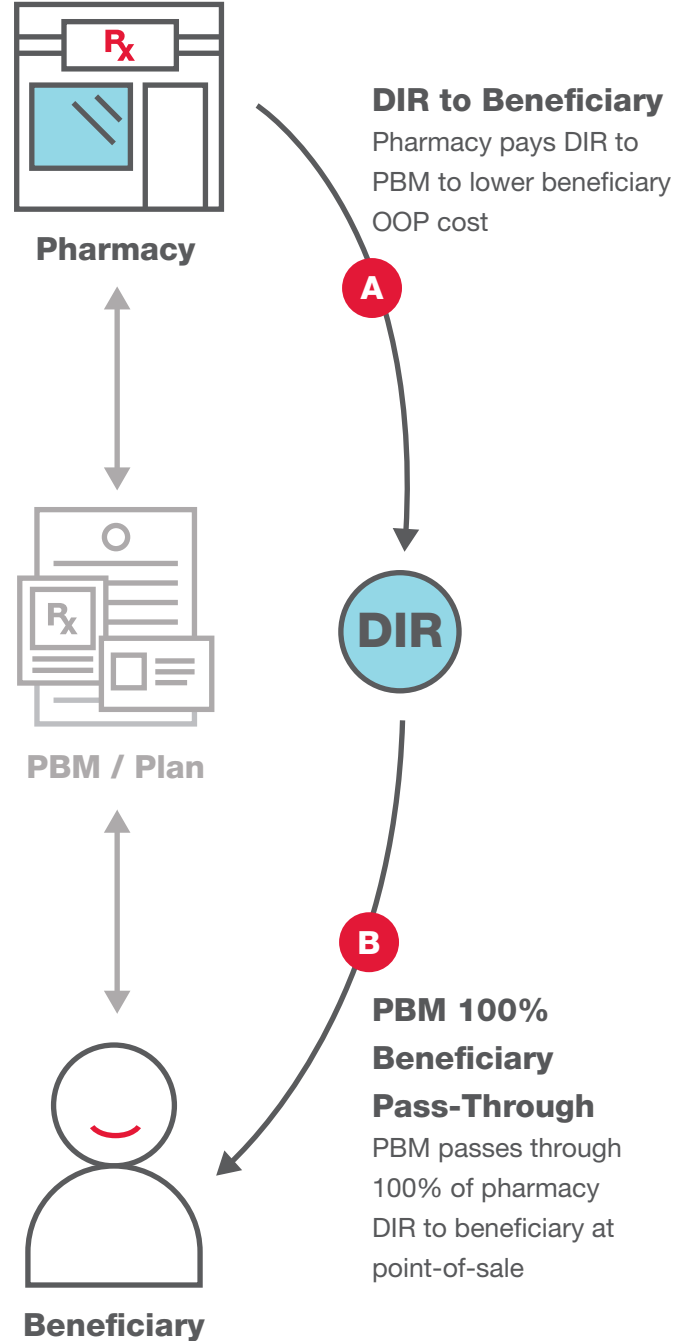 Rx
DIR to Beneficiary
Pharmacy pays DIR to
PBM to lower beneficiary
OOP cost
Pharmacy
A
Rx
DIR
PBM / Plan
B
PBM 100%
Beneficiary
Pass-Through
PBM passes through
100% of pharmacy
DIR to beneficiary at
point-of-sale
Beneficiary